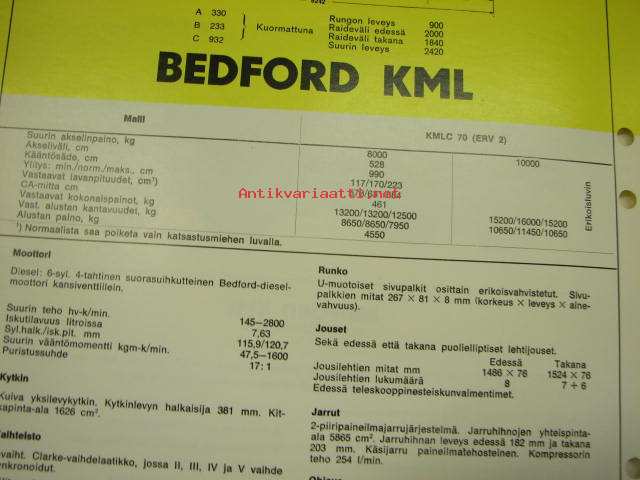 6242
A 330
B 233
C 932
Kuormattuna
Rungon leveys 900
Raideväli edessä 2000
Raideväli takana 1840
Suurin leveys 2420
BEDFORD KML
Malli KMLC 70 (ERV 2)
Suurin akselinpaino, kg 8000 10000
Akseliväli, cm 528
Kääntösäde, cm 990
Ylitys: min./norm./maks., cm 117/170/223
Vastaavat lavanpituudet, cm¹)
CA-mitta cm 461
Vastaavat kokonaispainot, kg 13200/13200/12500 15200/16000/15200
Vast. alustan kantavuudet, kg 8650/8650/7950 10650/11450/10650
Alustan paino, kg 4550
Erikoisluvin
¹) Normaalista saa poiketa vain katsastusmiehen luvalla.
Antikvariaatti.net
Moottori
Diesel: 6-syl. 4-tahtinen suorasuihkutteinen Bedford-diesel-
moottori kansiventtiilein.
Suurin teho hv-k/min. 145—2800
Iskutilavuus litroissa 7,63
Syl.halk./isk.pit. mm 115,9/120,7
Suurin vääntömomentti kgm-k/min. 47,5—1600
Puristussuhde 17:1
Kytkin
Kuiva yksilevykytkin. Kytkinlevyn halkaisija 381 mm. Kit-
kapinta-ala 1626 cm².
Vaihteisto
5-vaiht. Clarke-vaihdelaatikko, jossa II, III, IV ja V vaihde
synkronoidut.
Runko
U-muotoiset sivupalkit osittain erikoisvahvistetut. Sivu-
palkkien mitat 267 × 81 × 8 mm (korkeus × leveys × aine-
vahvuus).
Jouset
Sekä edessä että takana puolielliptiset lehtijouset.
Edessä Takana
Jousilehtien mitat mm 1486 × 76 1524 × 76
Jousilehtien lukumäärä 8 7 + 6
Edessä teleskooppinesteiskunvaimentimet.
Jarrut
2-piiripaineilmajarrujärjestelmä. Jarruhihnojen yhteispinta-
ala 5865 cm². Jarruhihnan leveys edessä 182 mm ja takana
203 mm. Käsijarru paineilmatehosteinen. Kompressorin
teho 254 l/min.